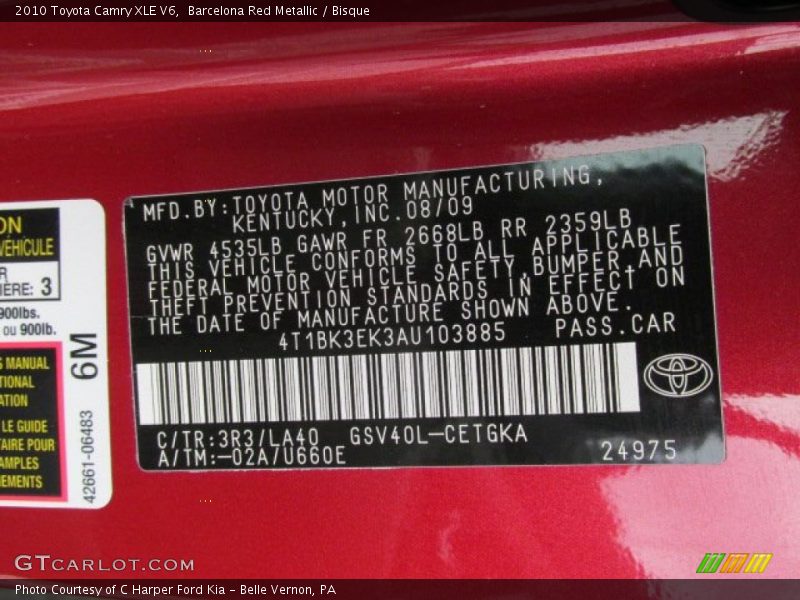 2010 Toyota Camry XLE V6,  Barcelona Red Metallic / Bisque
MFD.BY:TOYOTA MOTOR MANUFACTURING,
KENTUCKY,INC.08/09
GVWR 4535LB GAWR FR 2668LB RR 2359LB
THIS VEHICLE CONFORMS TO ALL APPLICABLE
FEDERAL MOTOR VEHICLE SAFETY,BUMPER,AND
THEFT PREVENTION STANDARDS IN EFFECT ON
THE DATE OF MANUFACTURE SHOWN ABOVE.
4T1BK3EK3AU103885 PASS.CAR
C/TR:3R3/LA40 GSV40L-CETGKA
A/TM:-02A/U660E 24975
ON
VÉHICULE
R
IÈRE: 3
900lbs.
ou 900lb.
S MANUAL
TIONAL
ATION
LE GUIDE
TAIRE POUR
AMPLES
EMENTS
6M
42661-06483
GTCARLOT.COM
Photo Courtesy of C Harper Ford Kia - Belle Vernon, PA